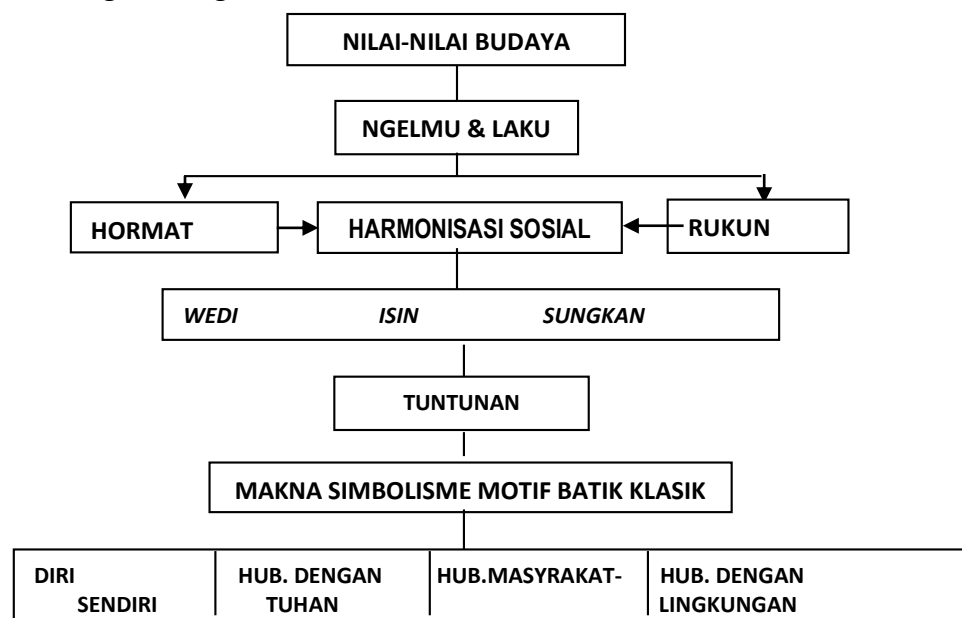 NILAI-NILAI BUDAYA
NGELMU & LAKU
HORMAT
HARMONISASI SOSIAL
RUKUN
WEDI ISIN SUNGKAN
TUNTUNAN
MAKNA SIMBOLISME MOTIF BATIK KLASIK
DIRI
SENDIRI
HUB. DENGAN
TUHAN
HUB.MASYRAKAT-
HUB. DENGAN
LINGKUNGAN